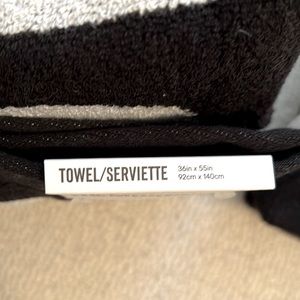 TOWEL/SERVIETTE
36in x 55in
92cm x 140cm